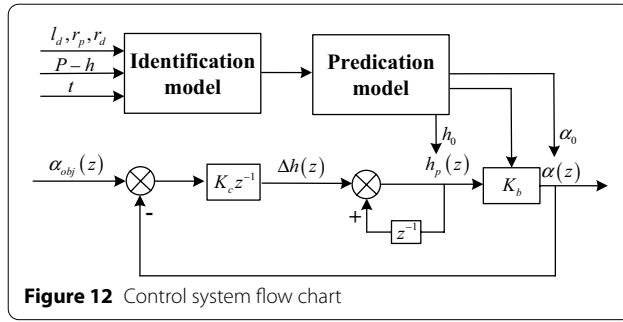 l_d, r_p, r_d
P − h
t
Identification model
Predication model
h_0
α_0
α_obj(z)
-
K_c z^{-1}
Δh(z)
+
z^{-1}
h_p(z)
K_b
α(z)
Figure 12 Control system flow chart